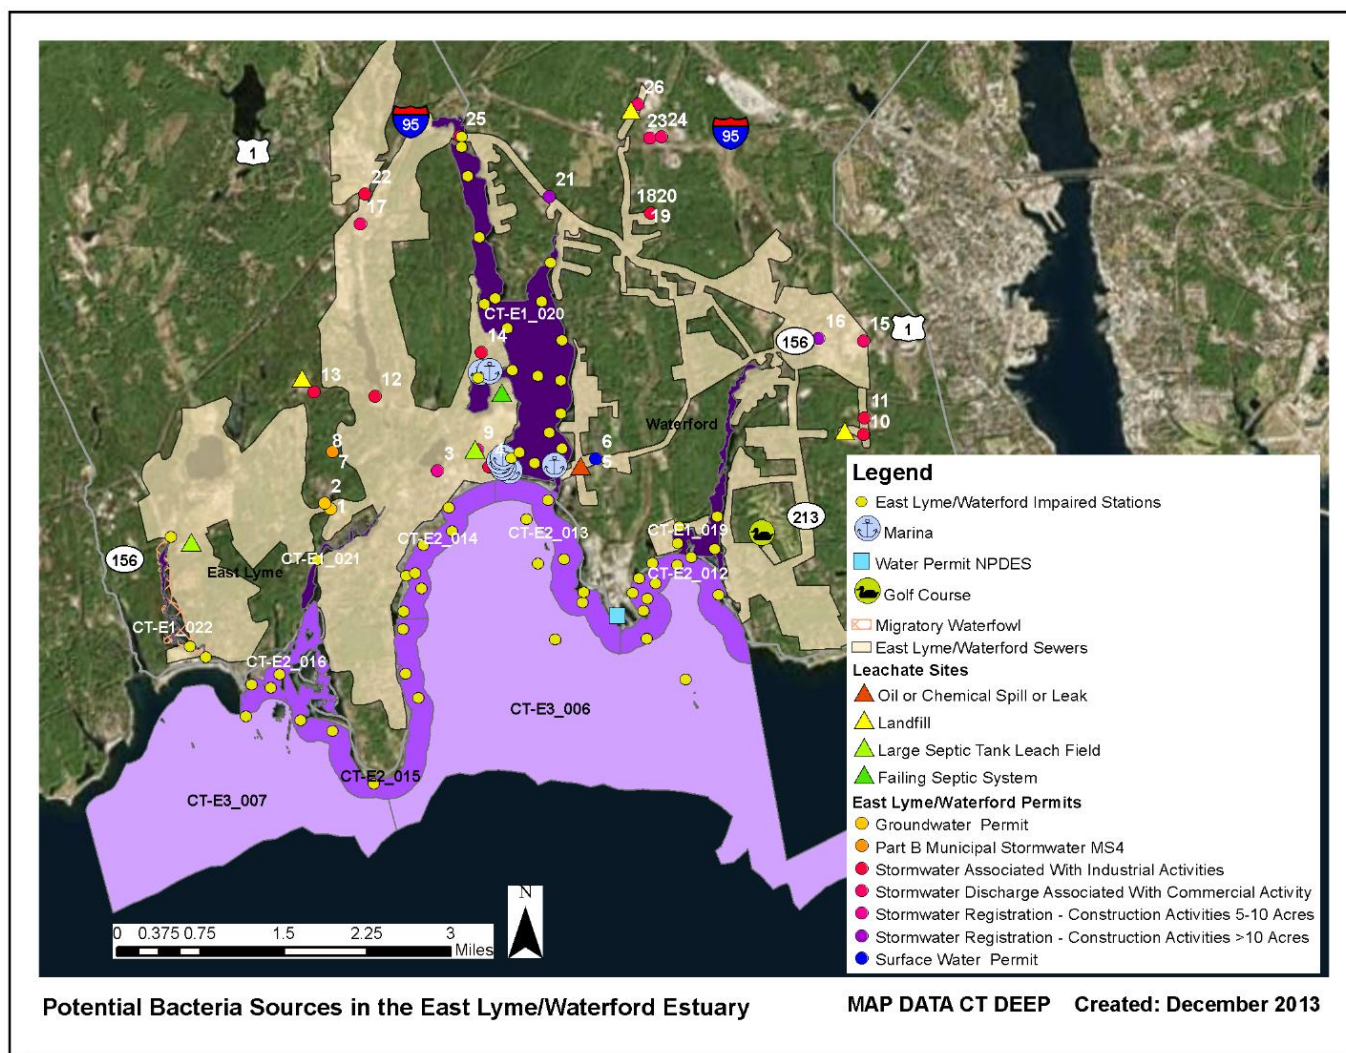 26
25
95
2324
95
1
22
21
1820
17
19
CT-E1_020
16
15
1
156
14
13
12
11
Waterford
10
9
8
6
3
4
7
5
Legend
2
East Lyme/Waterford Impaired Stations
1
213
Marina
CT-E2_014
CT-E2_013
CT-E1_019
156
CT-E1_021
Water Permit NPDES
East Lyme
CT-E2_012
Golf Course
CT-E1_022
Migratory Waterfowl
East Lyme/Waterford Sewers
CT-E2_016
Leachate Sites
Oil or Chemical Spill or Leak
CT-E3_006
Landfill
Large Septic Tank Leach Field
CT-E2_015
Failing Septic System
CT-E3_007
East Lyme/Waterford Permits
Groundwater Permit
Part B Municipal Stormwater MS4
Stormwater Associated With Industrial Activities
Stormwater Discharge Associated With Commercial Activity
N
Stormwater Registration - Construction Activities 5-10 Acres
0 0.375 0.75 1.5 2.25 3
Stormwater Registration - Construction Activities >10 Acres
Miles
Surface Water Permit
Potential Bacteria Sources in the East Lyme/Waterford Estuary
MAP DATA CT DEEP Created: December 2013